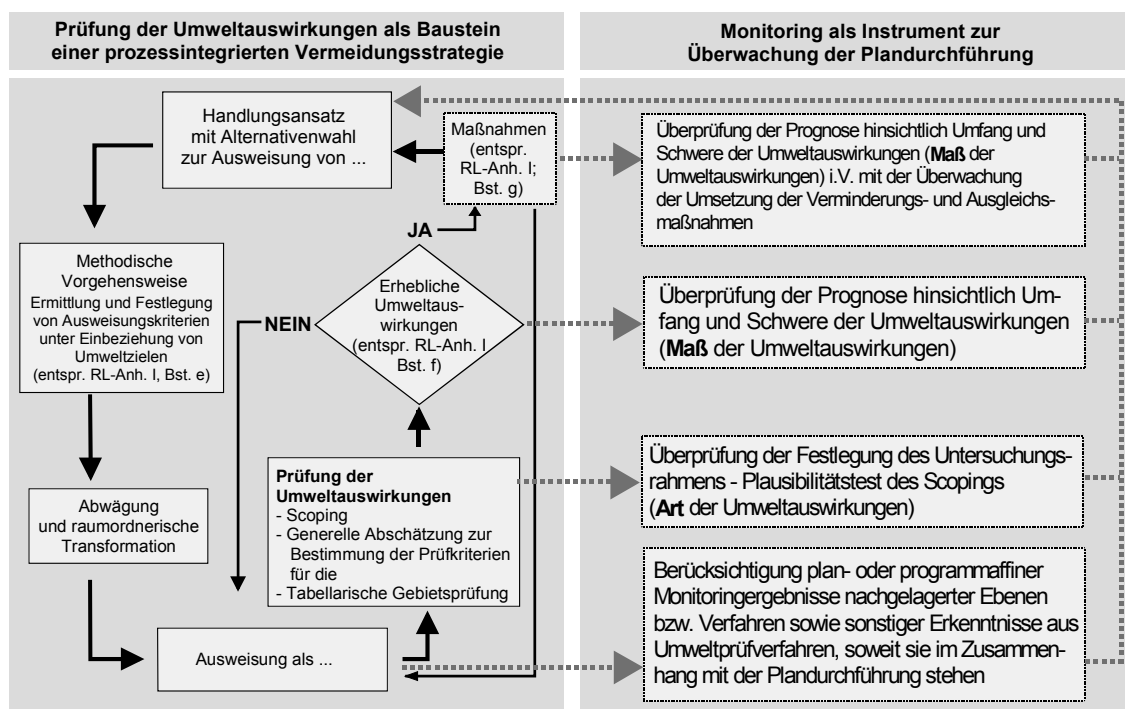 Prüfung der Umweltauswirkungen als Baustein
einer prozessintegrierten Vermeidungsstrategie
Monitoring als Instrument zur
Überwachung der Plandurchführung
Handlungsansatz
mit Alternativenwahl
zur Ausweisung von ...
Maßnahmen
(entspr.
RL-Anh. I;
Bst. g)
JA
Methodische
Vorgehensweise
Ermittlung und Festlegung
von Ausweisungskriterien
unter Einbeziehung von
Umweltzielen
(entspr. RL-Anh. I, Bst. e)
NEIN
Erhebliche
Umweltaus-
wirkungen
(entspr. RL-Anh. I
Bst. f)
Abwägung
und raumordnerische
Transformation
Prüfung der
Umweltauswirkungen
- Scoping
- Generelle Abschätzung zur
Bestimmung der Prüfkriterien
für die
- Tabellarische Gebietsprüfung
Ausweisung als ...
Überprüfung der Prognose hinsichtlich Umfang und
Schwere der Umweltauswirkungen (Maß der
Umweltauswirkungen) i.V. mit der Überwachung
der Umsetzung der Verminderungs- und Ausgleichs-
maßnahmen
Überprüfung der Prognose hinsichtlich Um-
fang und Schwere der Umweltauswirkungen
(Maß der Umweltauswirkungen)
Überprüfung der Festlegung des Untersuchungs-
rahmens - Plausibilitätstest des Scopings
(Art der Umweltauswirkungen)
Berücksichtigung plan- oder programmaffiner
Monitoringergebnisse nachgelagerter Ebenen
bzw. Verfahren sowie sonstiger Erkenntnisse aus
Umweltprüfverfahren, soweit sie im Zusammen-
hang mit der Plandurchführung stehen